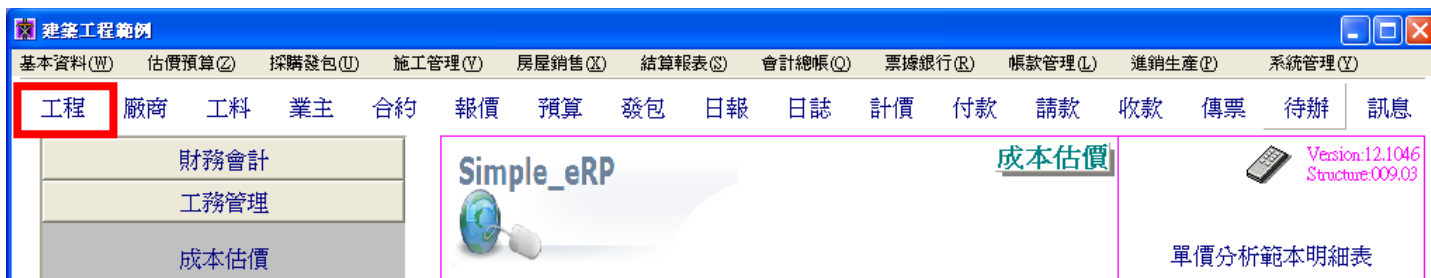 建築工程範例
基本資料(W) 估價預算(Z) 採購發包(U) 施工管理(V) 房屋銷售(X) 結算報表(S) 會計總帳(Q) 票據銀行(R) 帳款管理(L) 進銷生產(P) 系統管理(Y)
工程 廠商 工料 業主 合約 報價 預算 發包 日報 日誌 計價 付款 請款 收款 傳票 待辦 訊息
財務會計
工務管理
成本估價
Simple_eRP
成本估價
Version:12.1046
Structure:009.03
單價分析範本明細表